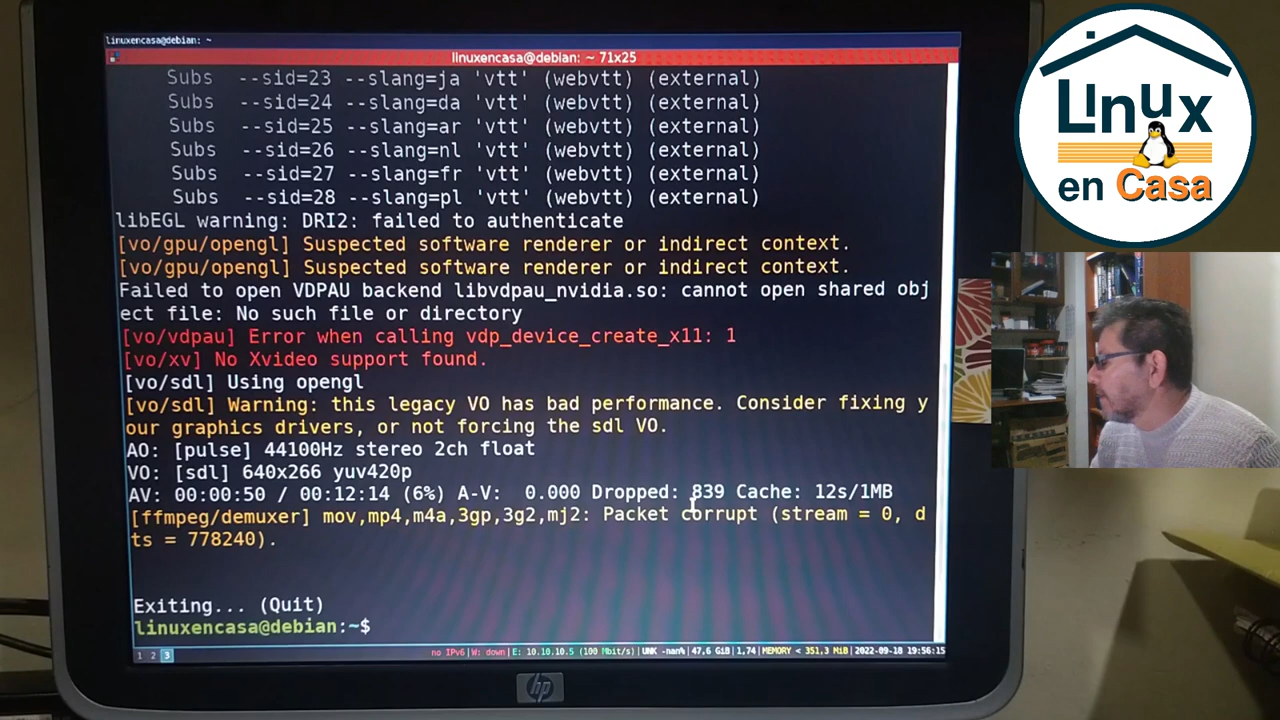 linuxencasa@debian: ~
linuxencasa@debian: ~ 71x25
Subs --sid=23 --slang=ja 'vtt' (webvtt) (external)
Subs --sid=24 --slang=da 'vtt' (webvtt) (external)
Subs --sid=25 --slang=ar 'vtt' (webvtt) (external)
Subs --sid=26 --slang=nl 'vtt' (webvtt) (external)
Subs --sid=27 --slang=fr 'vtt' (webvtt) (external)
Subs --sid=28 --slang=pl 'vtt' (webvtt) (external)
libEGL warning: DRI2: failed to authenticate
[vo/gpu/opengl] Suspected software renderer or indirect context.
[vo/gpu/opengl] Suspected software renderer or indirect context.
Failed to open VDPAU backend libvdpau_nvidia.so: cannot open shared obj
ect file: No such file or directory
[vo/vdpau] Error when calling vdp_device_create_x11: 1
[vo/xv] No Xvideo support found.
[vo/sdl] Using opengl
[vo/sdl] Warning: this legacy VO has bad performance. Consider fixing y
our graphics drivers, or not forcing the sdl VO.
AO: [pulse] 44100Hz stereo 2ch float
VO: [sdl] 640x266 yuv420p
AV: 00:00:50 / 00:12:14 (6%) A-V: 0.000 Dropped: 839 Cache: 12s/1MB
[ffmpeg/demuxer] mov,mp4,m4a,3gp,3g2,mj2: Packet corrupt (stream = 0, d
ts = 778240).
Exiting... (Quit)
linuxencasa@debian:~$
1 2 3
no IPv6|W: down|E: 10.10.10.5 (100 Mbit/s)|UNK -nan%|47,6 GiB|1,74|MEMORY < 351,3 MiB|2022-09-18 19:56:15
hp
LInux
en Casa